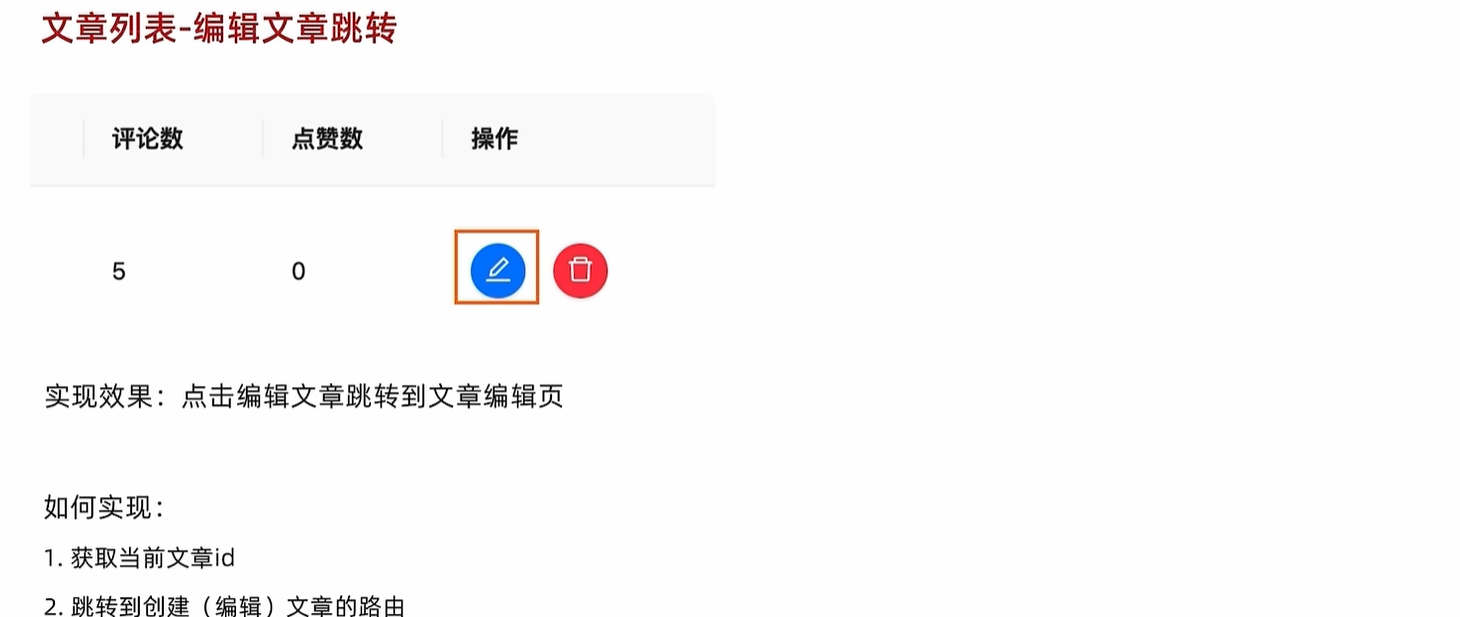 文章列表-编辑文章跳转
评论数 点赞数 操作
5 0
实现效果：点击编辑文章跳转到文章编辑页
如何实现：
1. 获取当前文章id
2. 跳转到创建（编辑）文章的路由